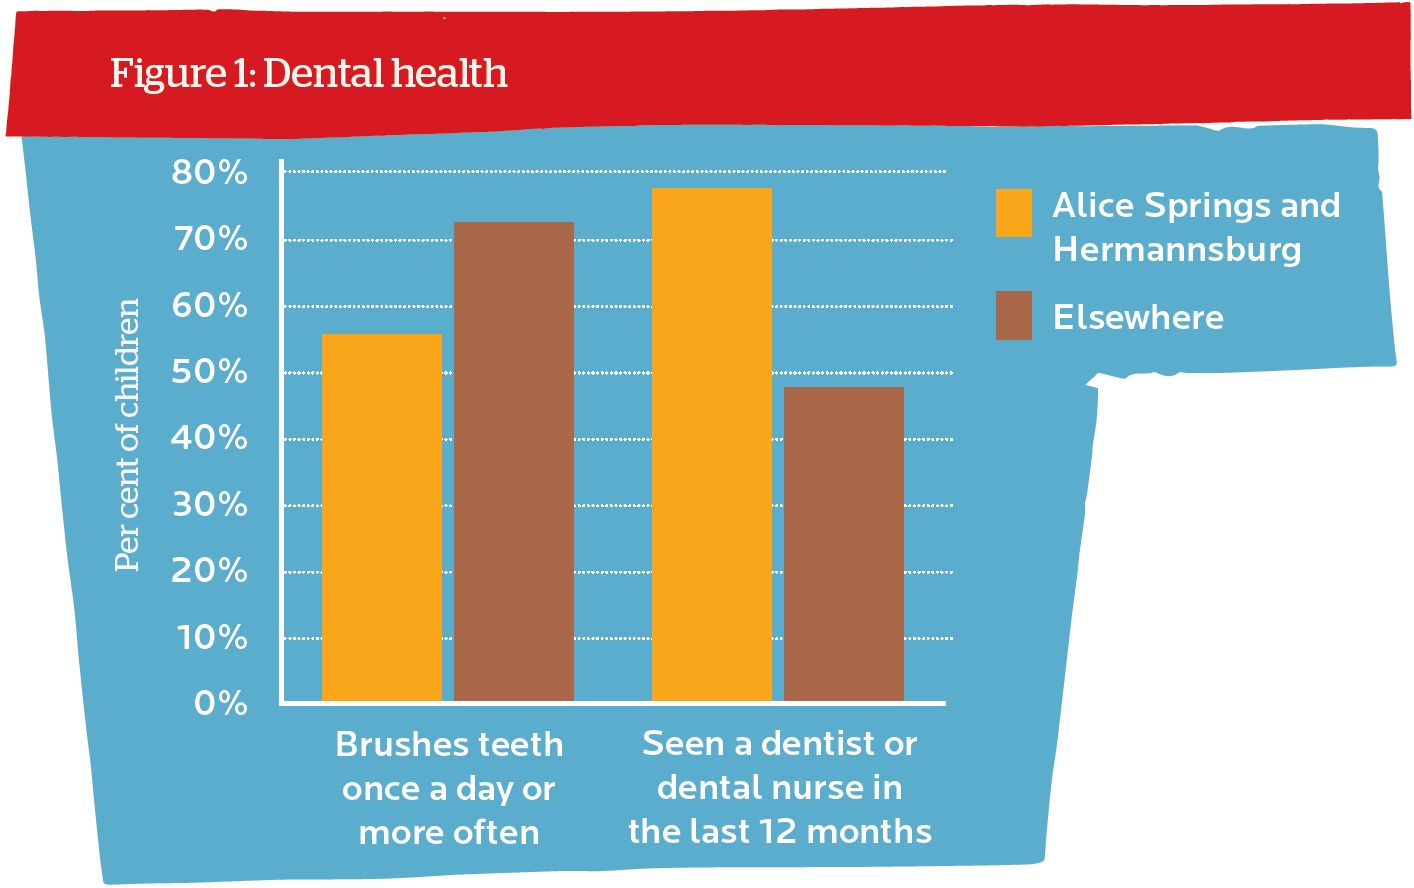 Figure 1: Dental health
80%
70%
60%
50%
40%
30%
20%
10%
0%
Per cent of children
Alice Springs and
Hermannsburg
Elsewhere
Brushes teeth
once a day or
more often
Seen a dentist or
dental nurse in
the last 12 months